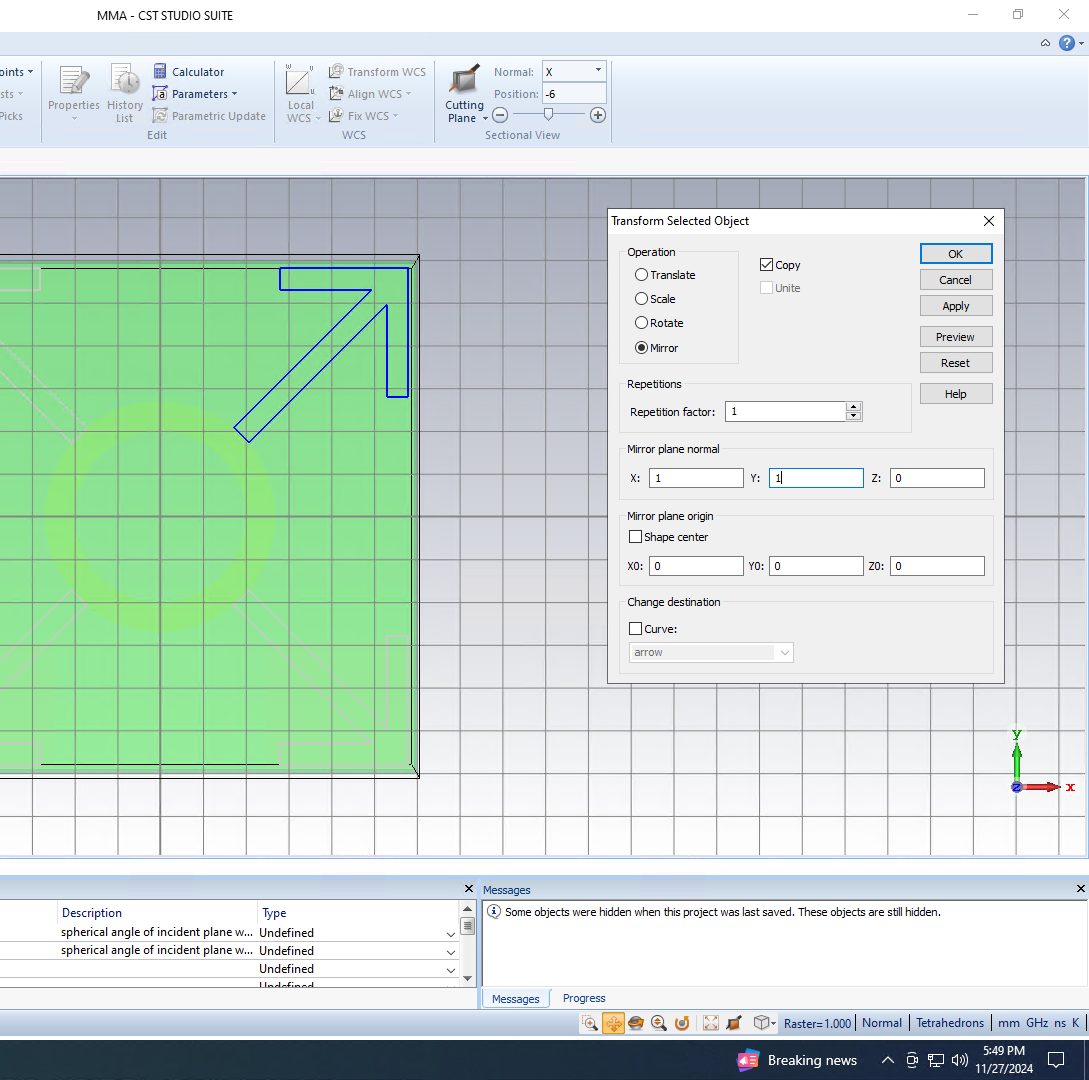 MMA - CST STUDIO SUITE
oints
sts
Picks
Properties
History
List
Calculator
Parameters
Parametric Update
Edit
Local
WCS
Transform WCS
Align WCS
Fix WCS
WCS
Cutting
Plane
Normal: X
Position: -6
Sectional View
Transform Selected Object
Operation
Translate
Scale
Rotate
Mirror
Copy
Unite
OK
Cancel
Apply
Preview
Reset
Help
Repetitions
Repetition factor: 1
Mirror plane normal
X: 1 Y: 1 Z: 0
Mirror plane origin
Shape center
X0: 0 Y0: 0 Z0: 0
Change destination
Curve:
arrow
y
z x
Description Type
spherical angle of incident plane w... Undefined
spherical angle of incident plane w... Undefined
Undefined
Undefined
Messages
Some objects were hidden when this project was last saved. These objects are still hidden.
Messages Progress
Raster=1.000 Normal Tetrahedrons mm GHz ns K
Breaking news
5:49 PM
11/27/2024